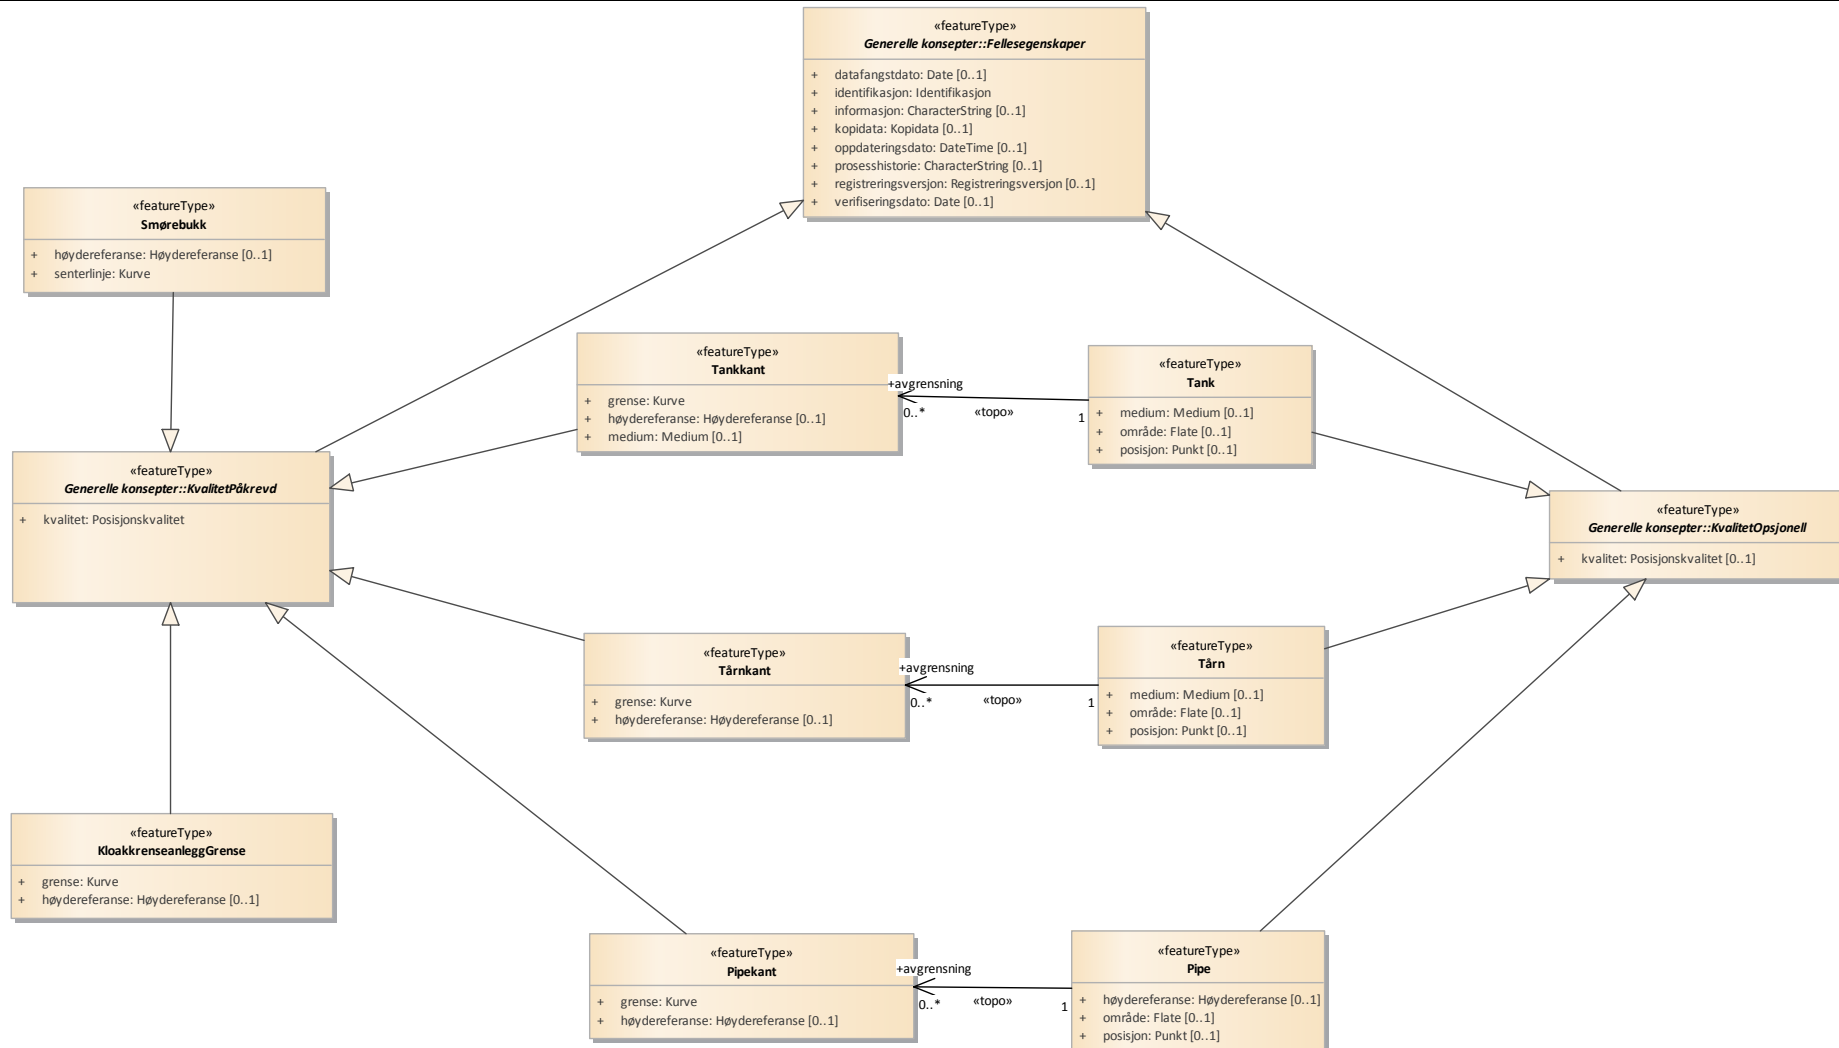 «featureType»
Generelle konsepter::Fellesegenskaper
+ datafangstdato: Date [0..1]
+ identifikasjon: Identifikasjon
+ informasjon: CharacterString [0..1]
+ kopidata: Kopidata [0..1]
+ oppdateringsdato: DateTime [0..1]
+ prosesshistorie: CharacterString [0..1]
+ registreringsversjon: Registreringsversjon [0..1]
+ verifiseringsdato: Date [0..1]
«featureType»
Smørebukk
+ høydereferanse: Høydereferanse [0..1]
+ senterlinje: Kurve
«featureType»
Tankkant
+ grense: Kurve
+ høydereferanse: Høydereferanse [0..1]
+ medium: Medium [0..1]
+avgrensning
0..*
«topo»
1
«featureType»
Tank
+ medium: Medium [0..1]
+ område: Flate [0..1]
+ posisjon: Punkt [0..1]
«featureType»
Generelle konsepter::KvalitetPåkrevd
+ kvalitet: Posisjonskvalitet
«featureType»
Generelle konsepter::KvalitetOpsjonell
+ kvalitet: Posisjonskvalitet [0..1]
«featureType»
Tårnkant
+ grense: Kurve
+ høydereferanse: Høydereferanse [0..1]
+avgrensning
0..*
«topo»
1
«featureType»
Tårn
+ medium: Medium [0..1]
+ område: Flate [0..1]
+ posisjon: Punkt [0..1]
«featureType»
KloakkrenseanleggGrense
+ grense: Kurve
+ høydereferanse: Høydereferanse [0..1]
«featureType»
Pipekant
+ grense: Kurve
+ høydereferanse: Høydereferanse [0..1]
+avgrensning
0..*
«topo»
1
«featureType»
Pipe
+ høydereferanse: Høydereferanse [0..1]
+ område: Flate [0..1]
+ posisjon: Punkt [0..1]